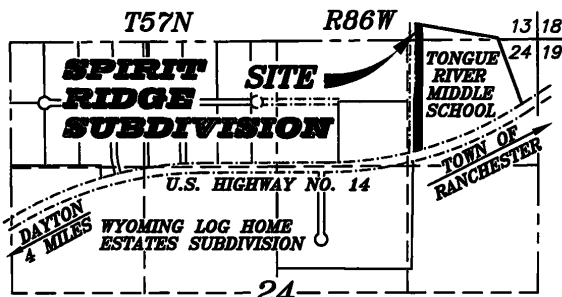 T57N R86W
13 18
24 19
SPIRIT
RIDGE
SUBDIVISION
SITE
TONGUE
RIVER
MIDDLE
SCHOOL
TOWN OF
RANCHESTER
U.S. HIGHWAY NO. 14
DAYTON
4 MILES
WYOMING LOG HOME
ESTATES SUBDIVISION
24